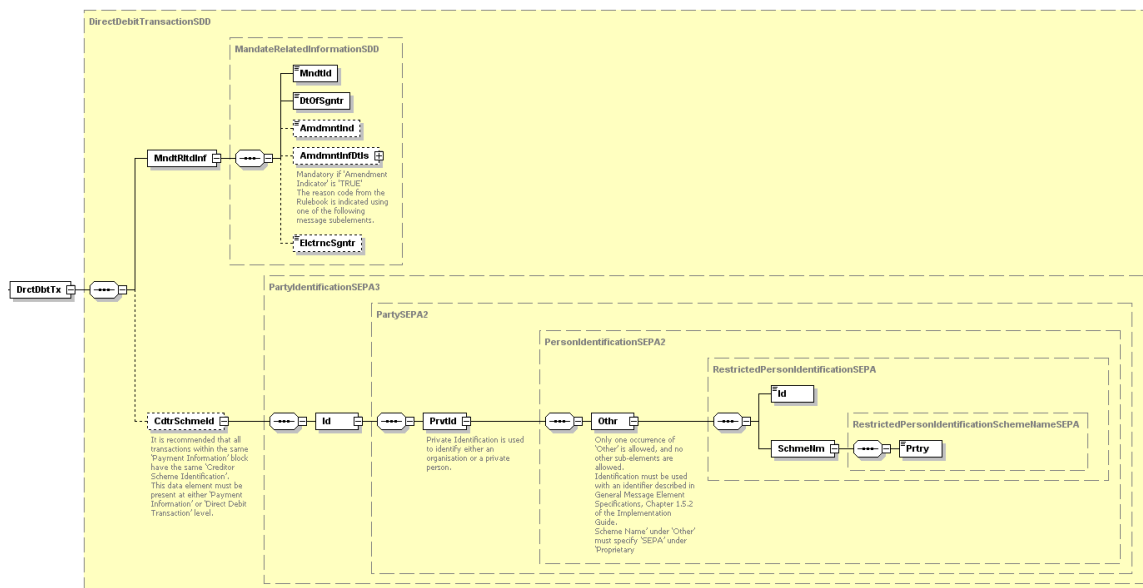 DirectDebitTransactionSDD
MandateRelatedInformationSDD
MndtId
DtOfSgntr
AmdmntInd
MndtRltdInf
AmdmntInfDtls
Mandatory if 'Amendment
Indicator' is 'TRUE'
The reason code from the
Rulebook is indicated using
one of the following
message subelements.
ElctrncSgntr
DrctDbtTx
PartyIdentificationSEPA3
PartySEPA2
PersonIdentificationSEPA2
RestrictedPersonIdentificationSEPA
Id
RestrictedPersonIdentificationSchemeNameSEPA
CdtrSchmeId
Id
PrvtId
Othr
SchmeNm
Prtry
It is recommended that all
transactions within the same
'Payment Information' block
have the same 'Creditor
Scheme Identification'.
This data element must be
present at either 'Payment
Information' or 'Direct Debit
Transaction' level.
Private Identification is used
to identify either an
organisation or a private
person.
Only one occurrence of
'Other' is allowed, and no
other sub-elements are
allowed.
Identification must be used
with an identifier described in
General Message Element
Specifications, Chapter 1.5.2
of the Implementation
Guide.
Scheme Name' under 'Other'
must specify 'SEPA' under
'Proprietary